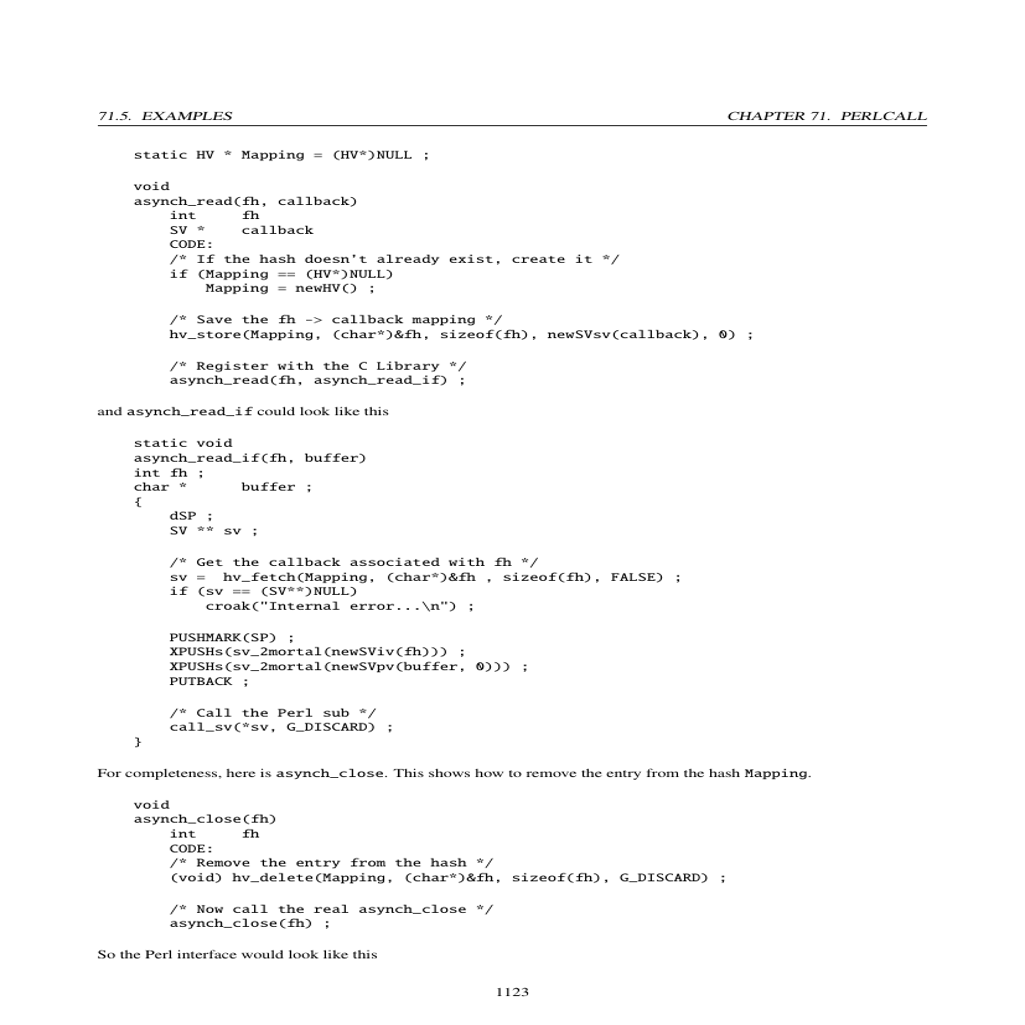 71.5. EXAMPLES CHAPTER 71. PERLCALL
static HV * Mapping = (HV*)NULL ;
void
asynch_read(fh, callback)
int fh
SV * callback
CODE:
/* If the hash doesn't already exist, create it */
if (Mapping == (HV*)NULL)
Mapping = newHV() ;
/* Save the fh -> callback mapping */
hv_store(Mapping, (char*)&fh, sizeof(fh), newSVsv(callback), 0) ;
/* Register with the C Library */
asynch_read(fh, asynch_read_if) ;
and asynch_read_if could look like this
static void
asynch_read_if(fh, buffer)
int fh ;
char * buffer ;
{
dSP ;
SV ** sv ;
/* Get the callback associated with fh */
sv = hv_fetch(Mapping, (char*)&fh , sizeof(fh), FALSE) ;
if (sv == (SV**)NULL)
croak("Internal error...\n") ;
PUSHMARK(SP) ;
XPUSHs(sv_2mortal(newSViv(fh))) ;
XPUSHs(sv_2mortal(newSVpv(buffer, 0))) ;
PUTBACK ;
/* Call the Perl sub */
call_sv(*sv, G_DISCARD) ;
}
For completeness, here is asynch_close. This shows how to remove the entry from the hash Mapping.
void
asynch_close(fh)
int fh
CODE:
/* Remove the entry from the hash */
(void) hv_delete(Mapping, (char*)&fh, sizeof(fh), G_DISCARD) ;
/* Now call the real asynch_close */
asynch_close(fh) ;
So the Perl interface would look like this
1123